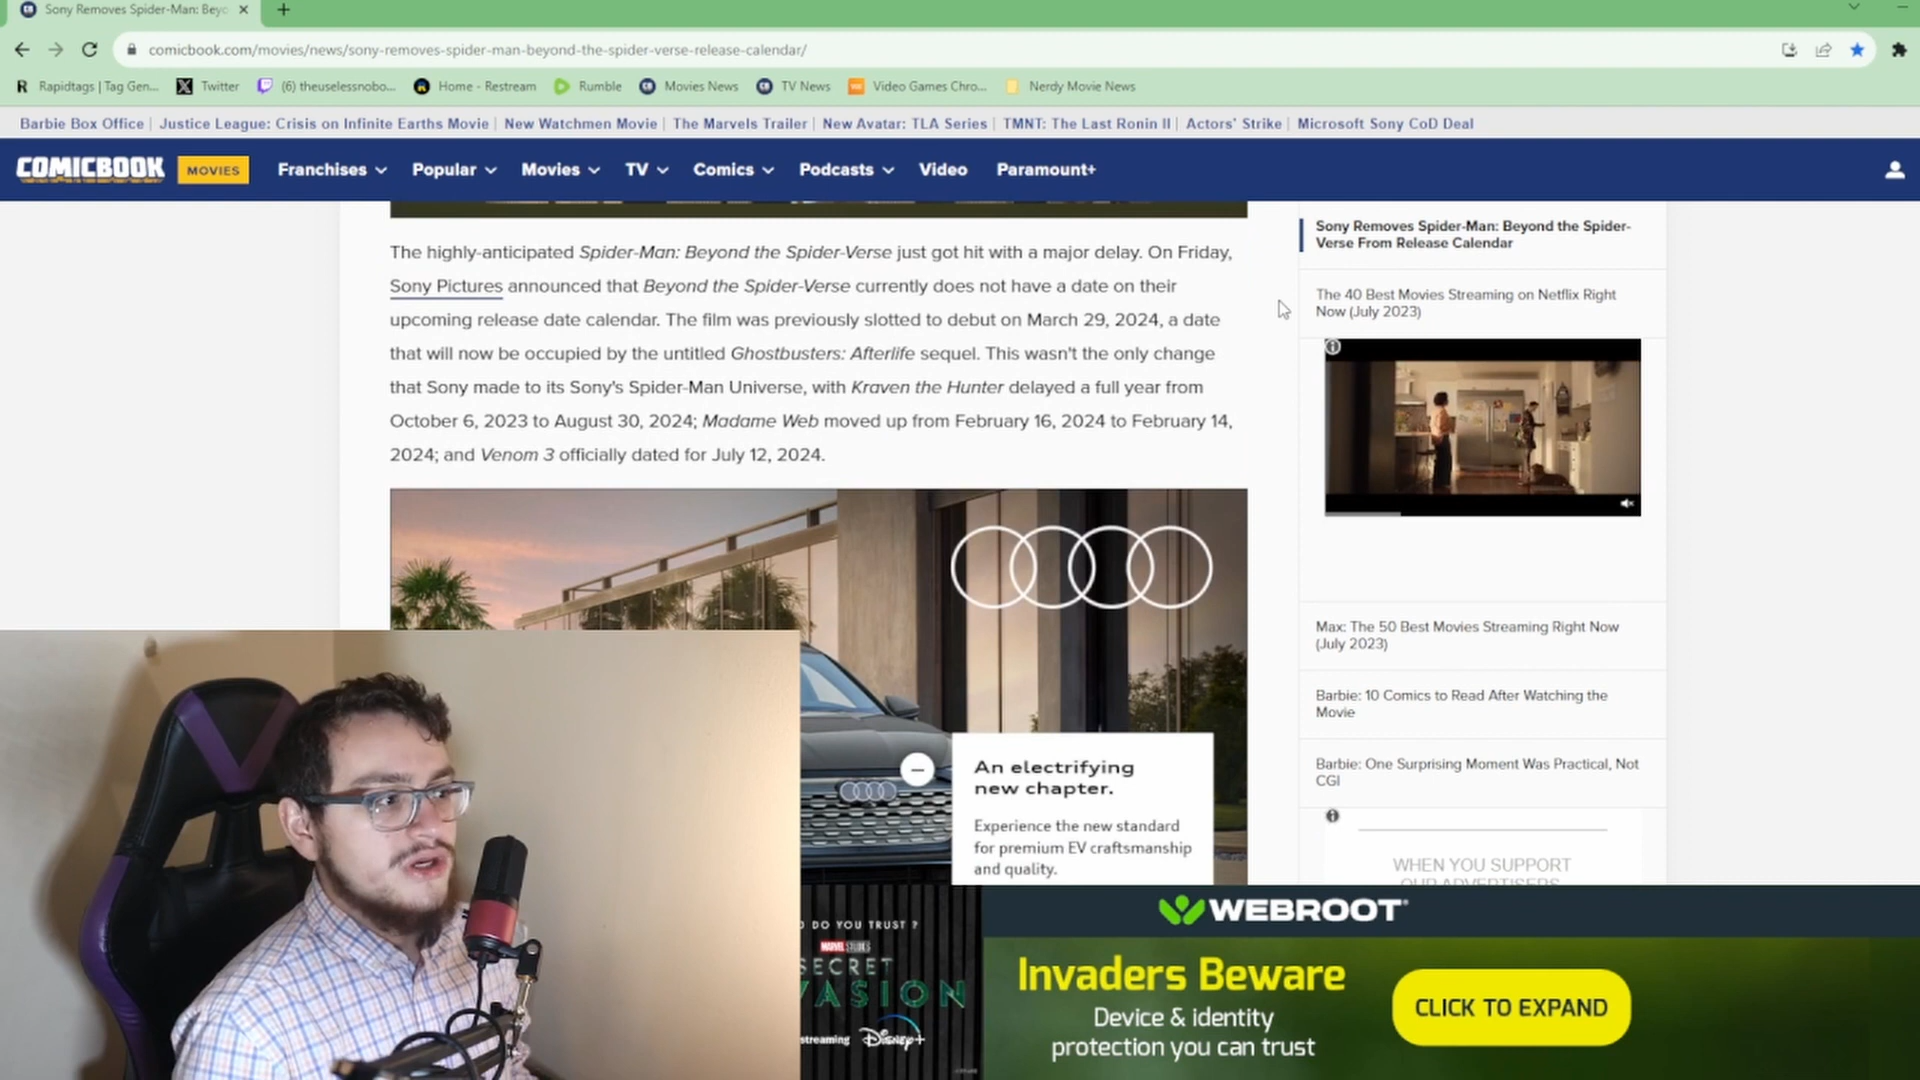 Sony Removes Spider-Man: Beyo
comicbook.com/movies/news/sony-removes-spider-man-beyond-the-spider-verse-release-calendar/
Rapidtags | Tag Gen... Twitter (6) theuselessnobo... Home - Restream Rumble Movies News TV News Video Games Chro... Nerdy Movie News
Barbie Box Office | Justice League: Crisis on Infinite Earths Movie | New Watchmen Movie | The Marvels Trailer | New Avatar: TLA Series | TMNT: The Last Ronin II | Actors' Strike | Microsoft Sony CoD Deal
COMICBOOK MOVIES Franchises Popular Movies TV Comics Podcasts Video Paramount+
The highly-anticipated Spider-Man: Beyond the Spider-Verse just got hit with a major delay. On Friday,
Sony Pictures announced that Beyond the Spider-Verse currently does not have a date on their
upcoming release date calendar. The film was previously slotted to debut on March 29, 2024, a date
that will now be occupied by the untitled Ghostbusters: Afterlife sequel. This wasn't the only change
that Sony made to its Sony's Spider-Man Universe, with Kraven the Hunter delayed a full year from
October 6, 2023 to August 30, 2024; Madame Web moved up from February 16, 2024 to February 14,
2024; and Venom 3 officially dated for July 12, 2024.
Sony Removes Spider-Man: Beyond the Spider-
Verse From Release Calendar
The 40 Best Movies Streaming on Netflix Right
Now (July 2023)
Max: The 50 Best Movies Streaming Right Now
(July 2023)
Barbie: 10 Comics to Read After Watching the
Movie
Barbie: One Surprising Moment Was Practical, Not
CGI
WHEN YOU SUPPORT
OUR ADVERTISERS
An electrifying
new chapter.
Experience the new standard
for premium EV craftsmanship
and quality.
DO YOU TRUST ?
MARVEL STUDIOS
SECRET
VASION
streaming Disney+
WEBROOT
Invaders Beware
Device & identity
protection you can trust
CLICK TO EXPAND